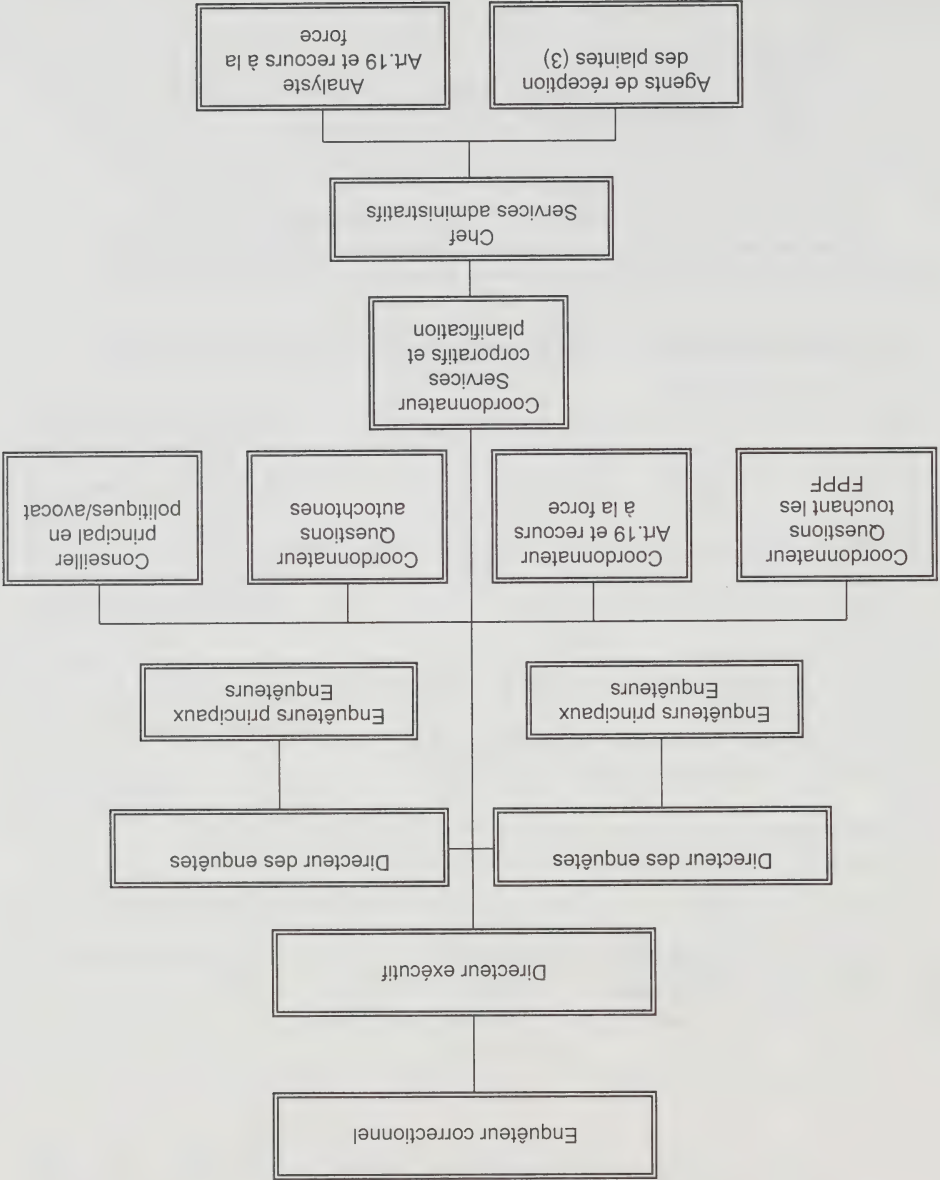 Enquêteur correctionnel
Directeur exécutif
Directeur des enquêtes
Directeur des enquêtes
Enquêteurs principaux
Enquêteurs
Enquêteurs principaux
Enquêteurs
Coordonnateur
Questions
touchant les
FPPF
Coordonnateur
Art.19 et recours
à la force
Coordonnateur
Questions
autochtones
Conseiller
principal en
politiques/avocat
Coordonnateur
Services
corporatifs et
planification
Chef
Services administratifs
Agents de réception
des plaintes (3)
Analyste
Art.19 et recours à la
force